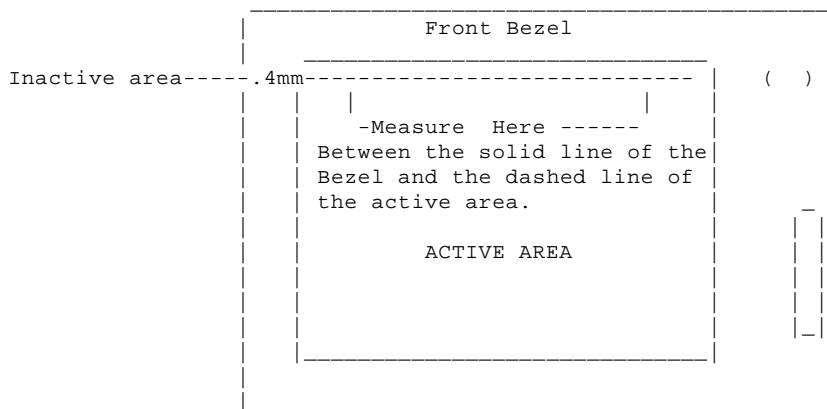 Front Bezel
Inactive area-----.4mm-----------------------------
( )
-Measure Here ------
Between the solid line of the
Bezel and the dashed line of
the active area.
ACTIVE AREA